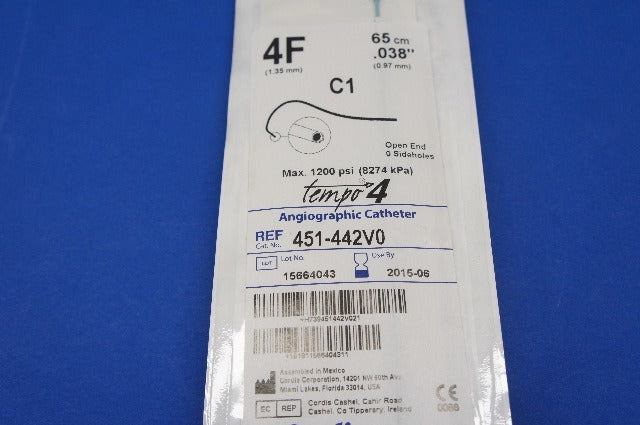 4F
(1.35 mm)
65 cm
.038"
(0.97 mm)
C1
Open End
0 Sideholes
Max. 1200 psi (8274 kPa)
tempo 4
Angiographic Catheter
REF
Cat. No. 451-442V0
LOT Lot No. Use By
15664043 2015-06
+H739451442V021
Assembled in Mexico
Cordis Corporation, 14201 NW 60th Ave
Miami Lakes, Florida 33014, USA
EC REP Cordis Cashel, Cahir Road
Cashel, Co Tipperary, Ireland
CE
0086